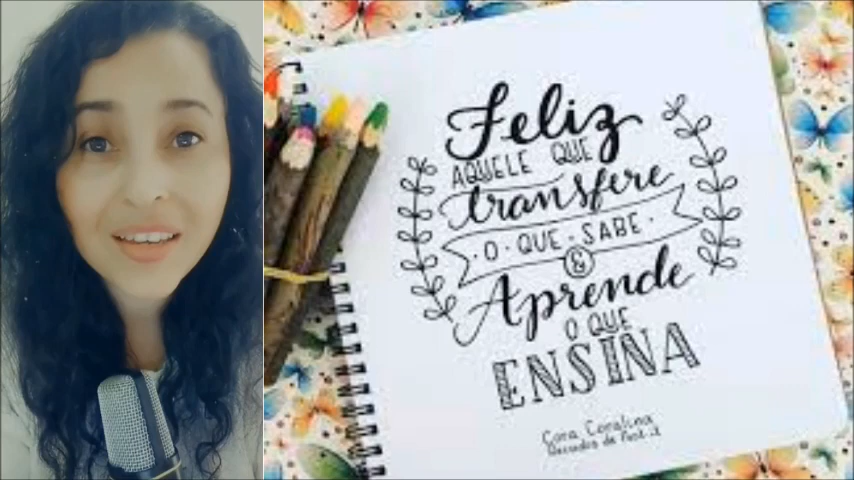 Feliz
AQUELE QUE
transfere
O QUE SABE
&
Aprende
O QUE
ENSINA
Cora Coralina